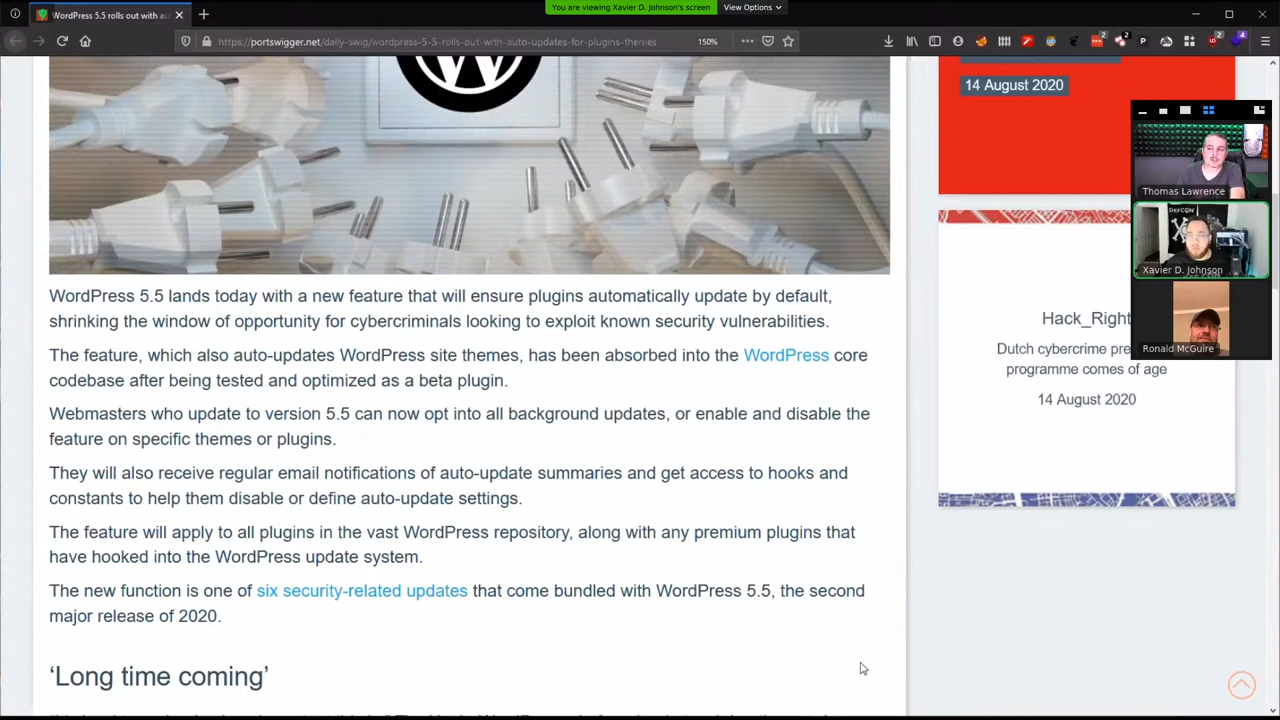 WordPress 5.5 rolls out with au
You are viewing Xavier D. Johnson's screen
View Options
https://portswigger.net/daily-swig/wordpress-5-5-rolls-out-with-auto-updates-for-plugins-themes
150%
2
2
2
4
14 August 2020
Thomas Lawrence
DEFCON
Xavier D. Johnson
Ronald McGuire
WordPress 5.5 lands today with a new feature that will ensure plugins automatically update by default,
shrinking the window of opportunity for cybercriminals looking to exploit known security vulnerabilities.
The feature, which also auto-updates WordPress site themes, has been absorbed into the WordPress core
codebase after being tested and optimized as a beta plugin.
Webmasters who update to version 5.5 can now opt into all background updates, or enable and disable the
feature on specific themes or plugins.
They will also receive regular email notifications of auto-update summaries and get access to hooks and
constants to help them disable or define auto-update settings.
The feature will apply to all plugins in the vast WordPress repository, along with any premium plugins that
have hooked into the WordPress update system.
The new function is one of six security-related updates that come bundled with WordPress 5.5, the second
major release of 2020.
‘Long time coming’
Hack_Right
Dutch cybercrime pre
programme comes of age
14 August 2020